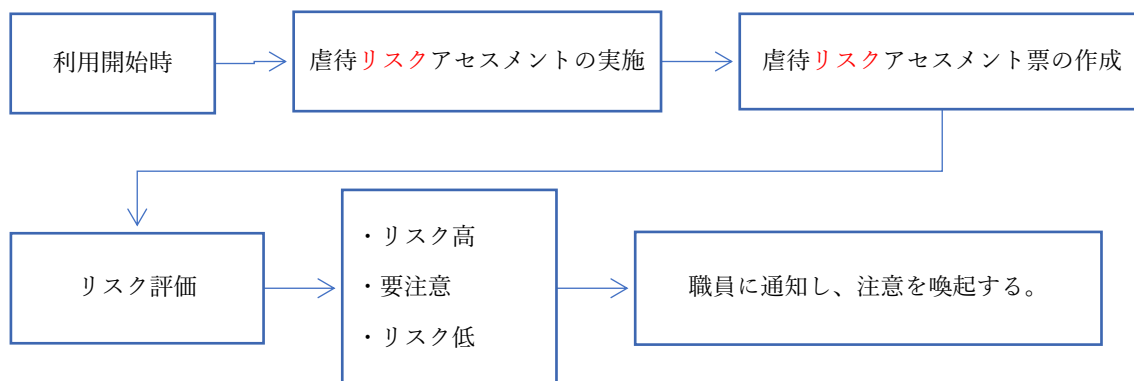 利用開始時
虐待リスクアセスメントの実施
虐待リスクアセスメント票の作成
リスク評価
・リスク高
・要注意
・リスク低
職員に通知し、注意を喚起する。